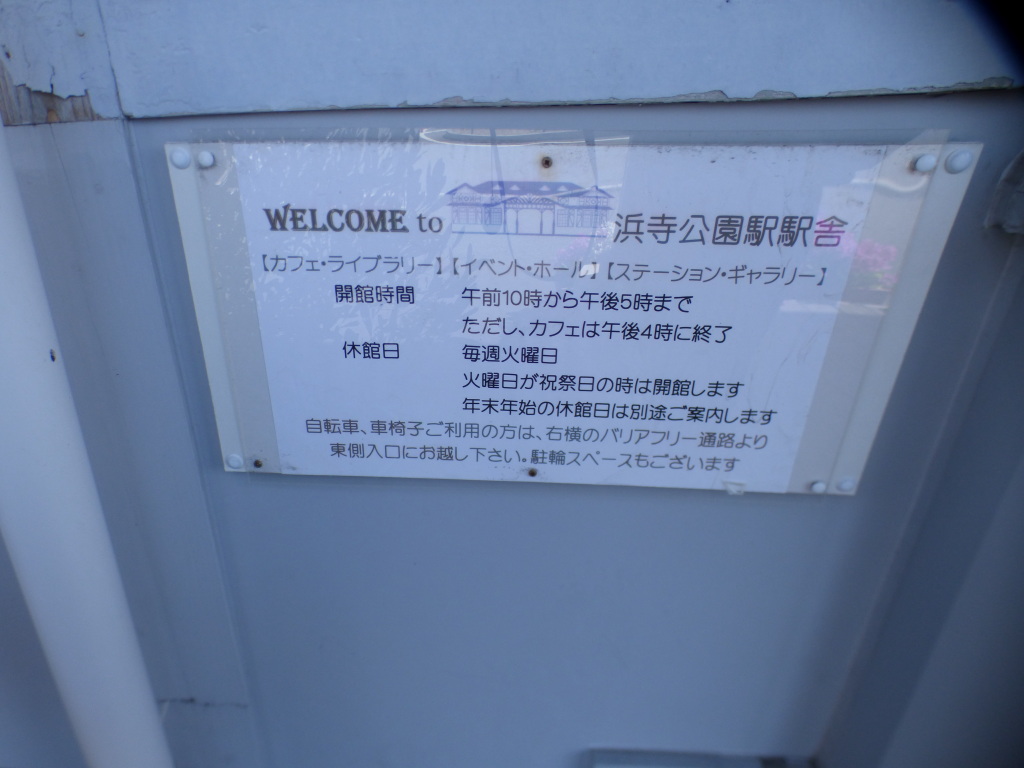 WELCOME to 浜寺公園駅駅舎
【カフェ・ライブラリー】【イベント・ホール】【ステーション・ギャラリー】
開館時間 午前10時から午後5時まで
ただし、カフェは午後4時に終了
休館日 毎週火曜日
火曜日が祝祭日の時は開館します
年末年始の休館日は別途ご案内します
自転車、車椅子ご利用の方は、右横のバリアフリー通路より
東側入口にお越し下さい。駐輪スペースもございます